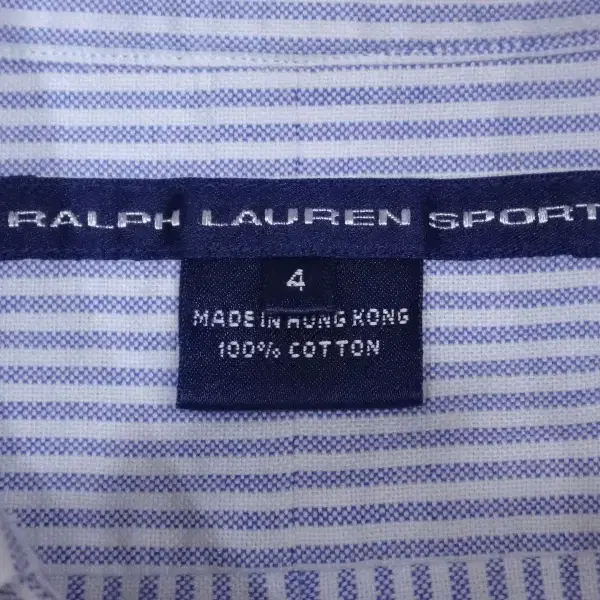 RALPH LAUREN SPORT
4
MADE IN HONG KONG
100% COTTON